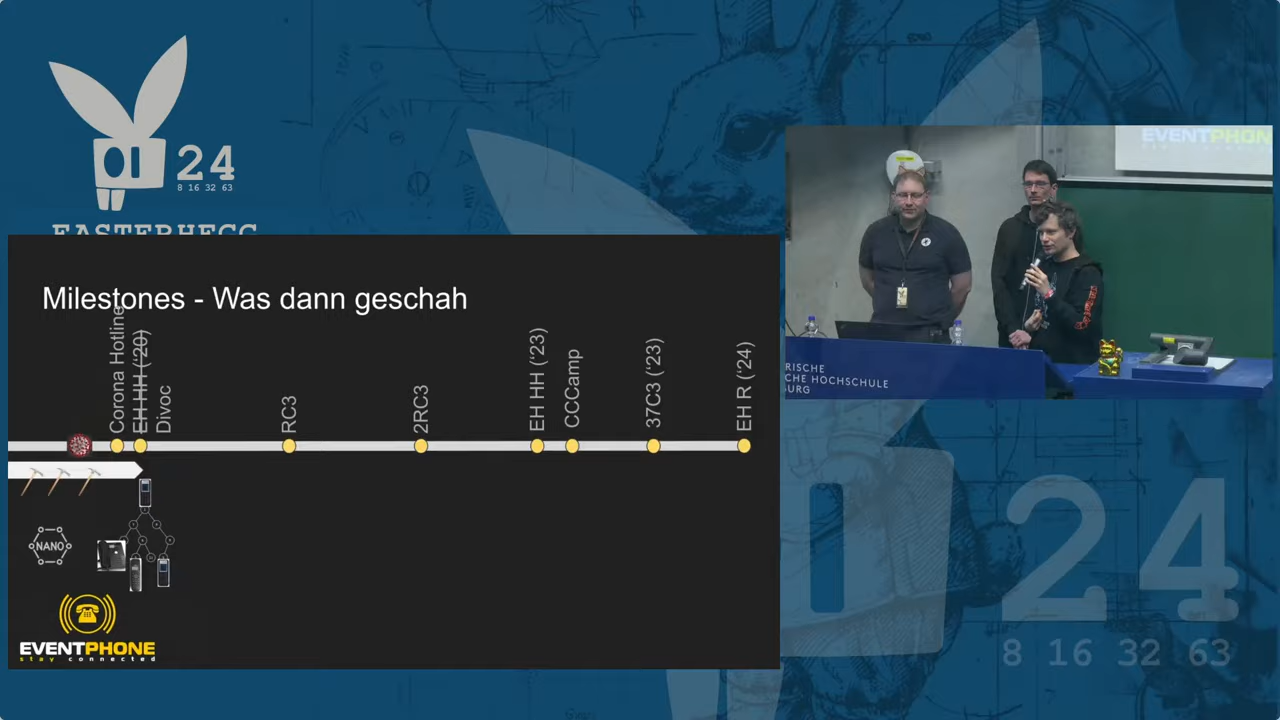 24
8 16 32 63
EASTERHEGG
Milestones - Was dann geschah
Corona Hotline
EH HH (‘20)
Divoc
RC3
2RC3
EH HH (‘23)
CCCamp
37C3 (‘23)
EH R (‘24)
NANO
EVENTPHONE
stay connected
EVENTPHONE
RISCHE
CHE HOCHSCHULE
BURG
24
8 16 32 63